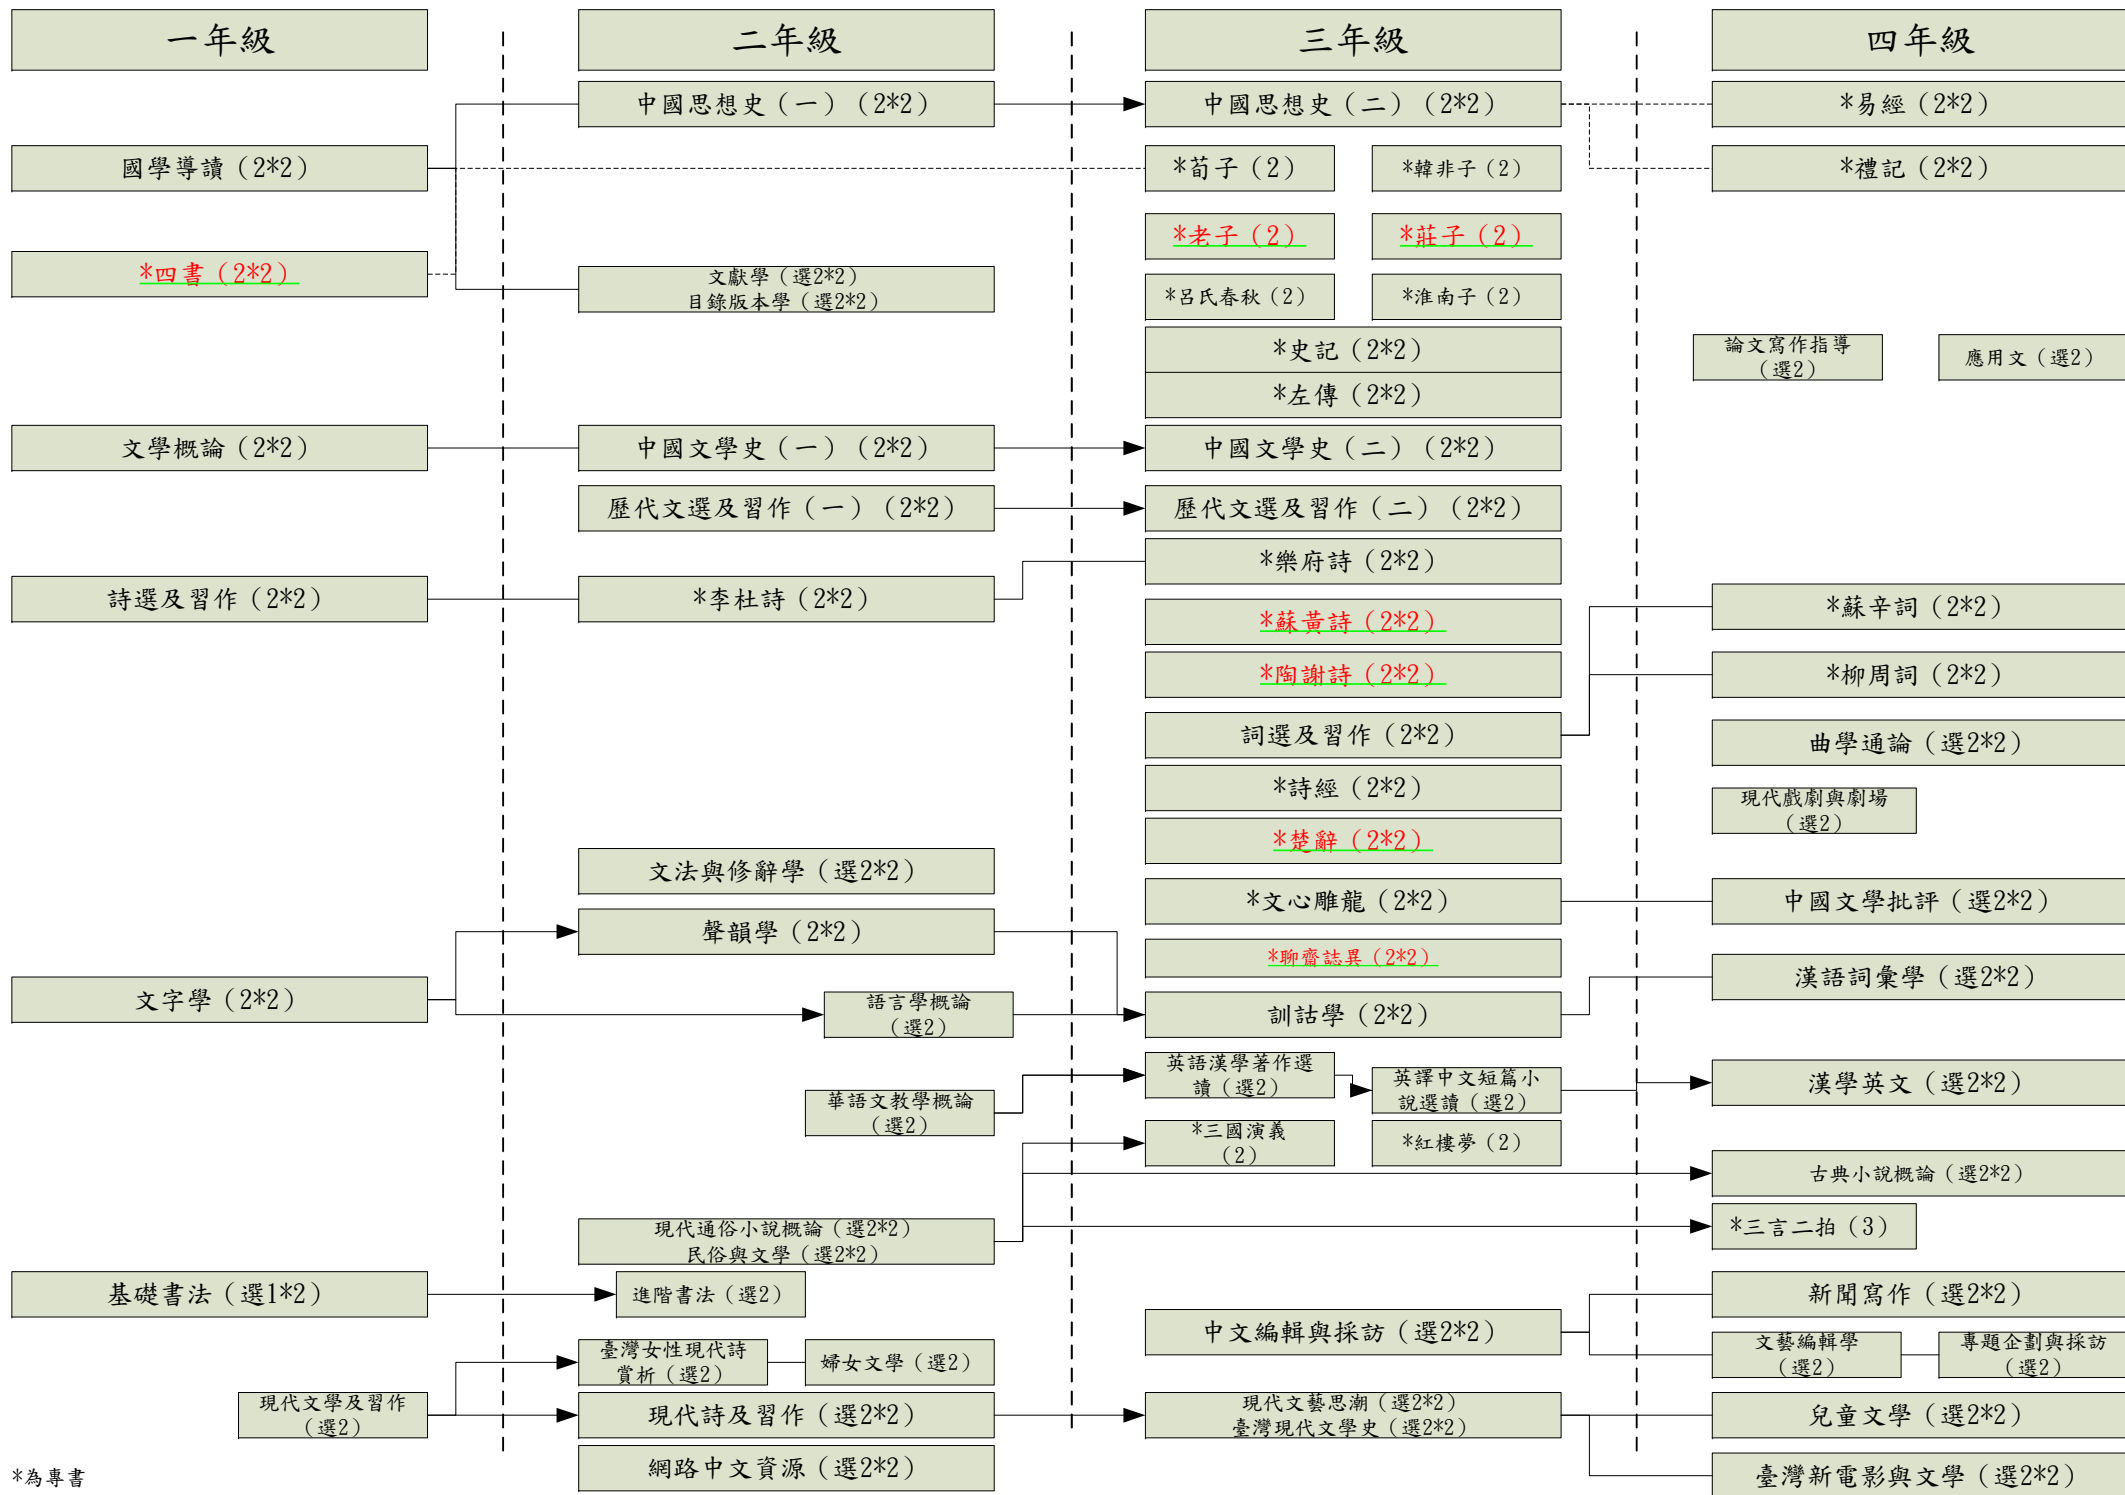 一年級
國學導讀（2*2）
*四書（2*2）
文學概論（2*2）
詩選及習作（2*2）
文字學（2*2）
基礎書法（選1*2）
現代文學及習作
（選2）
*為專書
二年級
中國思想史（一）（2*2）
文獻學（選2*2）
目錄版本學（選2*2）
中國文學史（一）（2*2）
歷代文選及習作（一）（2*2）
*李杜詩（2*2）
文法與修辭學（選2*2）
聲韻學（2*2）
語言學概論
（選2）
華語文教學概論
（選2）
現代通俗小說概論（選2*2）
民俗與文學（選2*2）
進階書法（選2）
臺灣女性現代詩
賞析（選2）
婦女文學（選2）
現代詩及習作（選2*2）
網路中文資源（選2*2）
三年級
中國思想史（二）（2*2）
*荀子（2）
*韓非子（2）
*老子（2）
*莊子（2）
*呂氏春秋（2）
*淮南子（2）
*史記（2*2）
*左傳（2*2）
中國文學史（二）（2*2）
歷代文選及習作（二）（2*2）
*樂府詩（2*2）
*蘇黃詩（2*2）
*陶謝詩（2*2）
詞選及習作（2*2）
*詩經（2*2）
*楚辭（2*2）
*文心雕龍（2*2）
*聊齋誌異（2*2）
訓詁學（2*2）
英語漢學著作選
讀（選2）
英譯中文短篇小
說選讀（選2）
*三國演義
（2）
*紅樓夢（2）
中文編輯與採訪（選2*2）
現代文藝思潮（選2*2）
臺灣現代文學史（選2*2）
四年級
*易經（2*2）
*禮記（2*2）
論文寫作指導
（選2）
應用文（選2）
*蘇辛詞（2*2）
*柳周詞（2*2）
曲學通論（選2*2）
現代戲劇與劇場
（選2）
中國文學批評（選2*2）
漢語詞彙學（選2*2）
漢學英文（選2*2）
古典小說概論（選2*2）
*三言二拍（3）
新聞寫作（選2*2）
文藝編輯學
（選2）
專題企劃與採訪
（選2）
兒童文學（選2*2）
臺灣新電影與文學（選2*2）